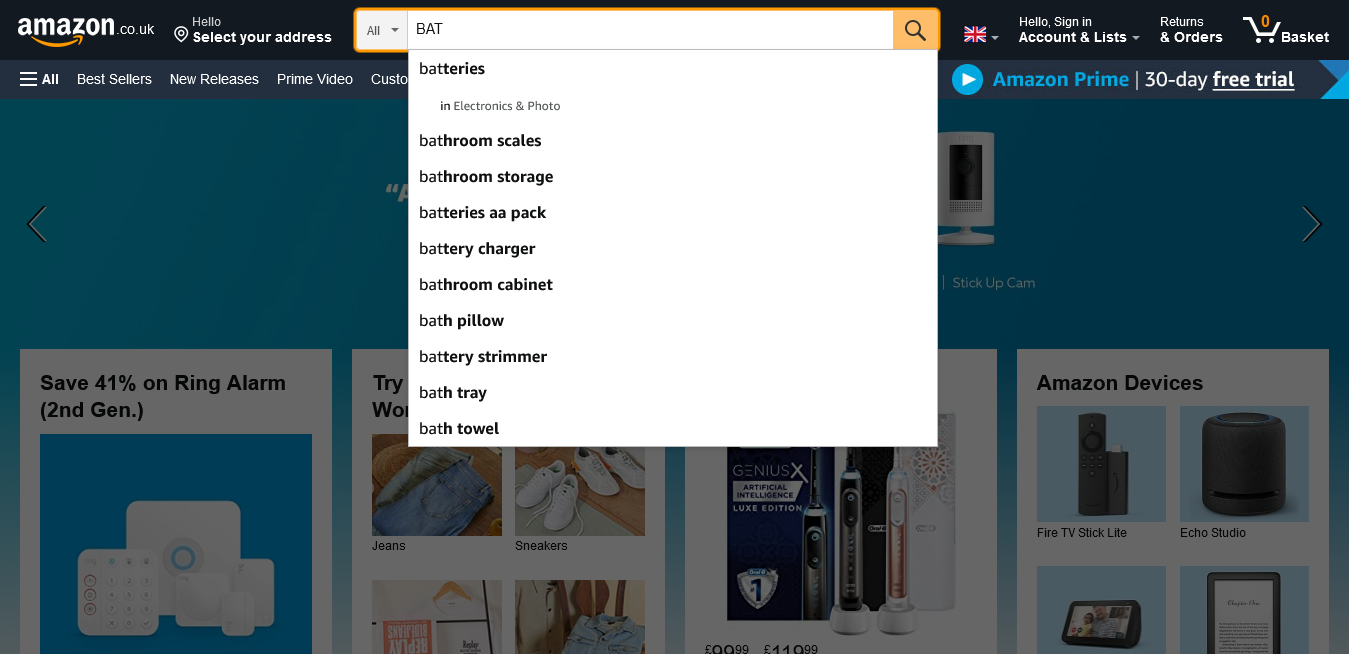 amazon.co.uk
Hello
Select your address
All
BAT
Hello, Sign in
Account & Lists
Returns
& Orders
0
Basket
All
Best Sellers
New Releases
Prime Video
Custo
Amazon Prime | 30-day free trial
batteries
in Electronics & Photo
bathroom scales
bathroom storage
batteries aa pack
battery charger
bathroom cabinet
bath pillow
battery strimmer
bath tray
bath towel
Stick Up Cam
Save 41% on Ring Alarm
(2nd Gen.)
Try
Jeans
Sneakers
GENIUS X
ARTIFICIAL
INTELLIGENCE
LUXE EDITION
Oral-B
#1
£99.99 £119.99
Amazon Devices
Fire TV Stick Lite
Echo Studio
Chapter One